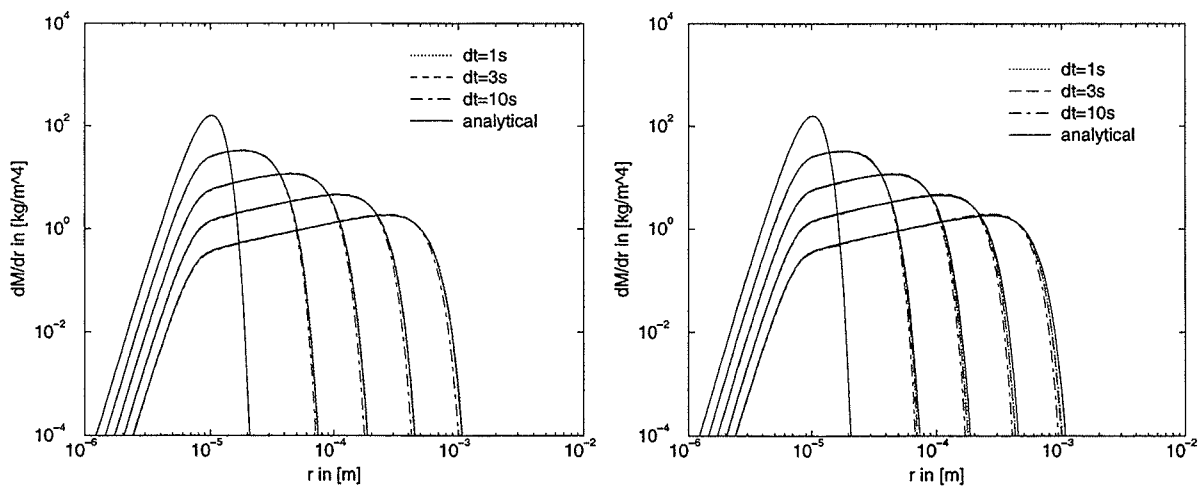 10^4
10^2
10^0
10^-2
10^-4
dM/dr in [kg/m^4]
dt=1s
dt=3s
dt=10s
analytical
10^-6
10^-5
10^-4
10^-3
10^-2
r in [m]
10^4
10^2
10^0
10^-2
10^-4
dM/dr in [kg/m^4]
dt=1s
dt=3s
dt=10s
analytical
10^-6
10^-5
10^-4
10^-3
10^-2
r in [m]